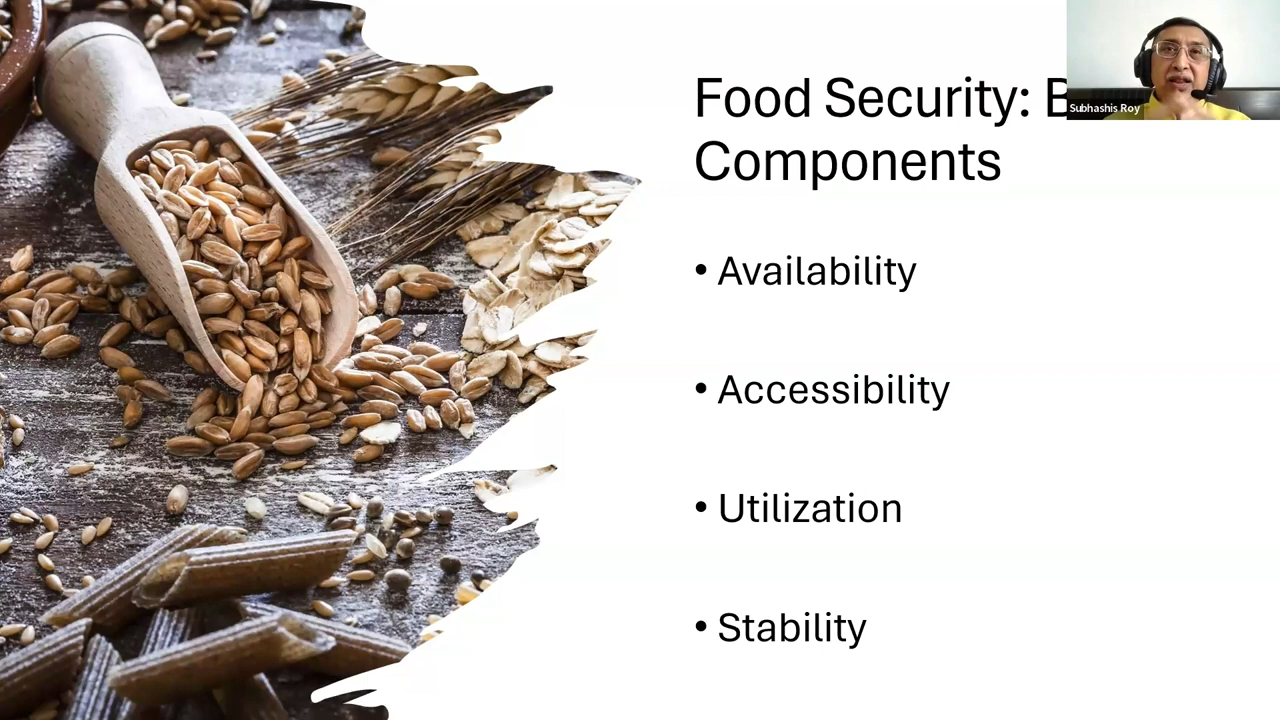 Food Security:
Components
Subhashis Roy
• Availability
• Accessibility
• Utilization
• Stability